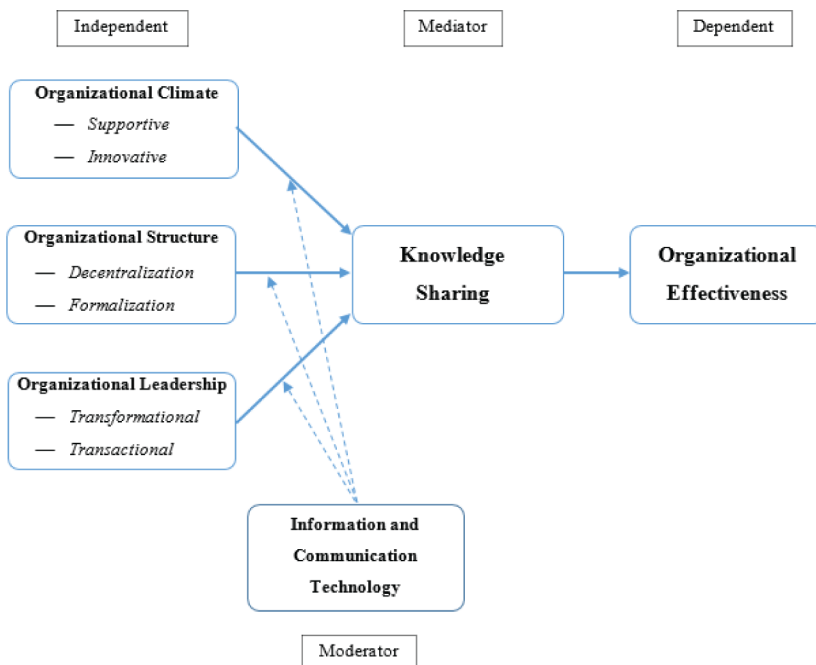 Independent
Mediator
Dependent
Organizational Climate
— Supportive
— Innovative
Organizational Structure
— Decentralization
— Formalization
Organizational Leadership
— Transformational
— Transactional
Knowledge
Sharing
Organizational
Effectiveness
Information and
Communication
Technology
Moderator